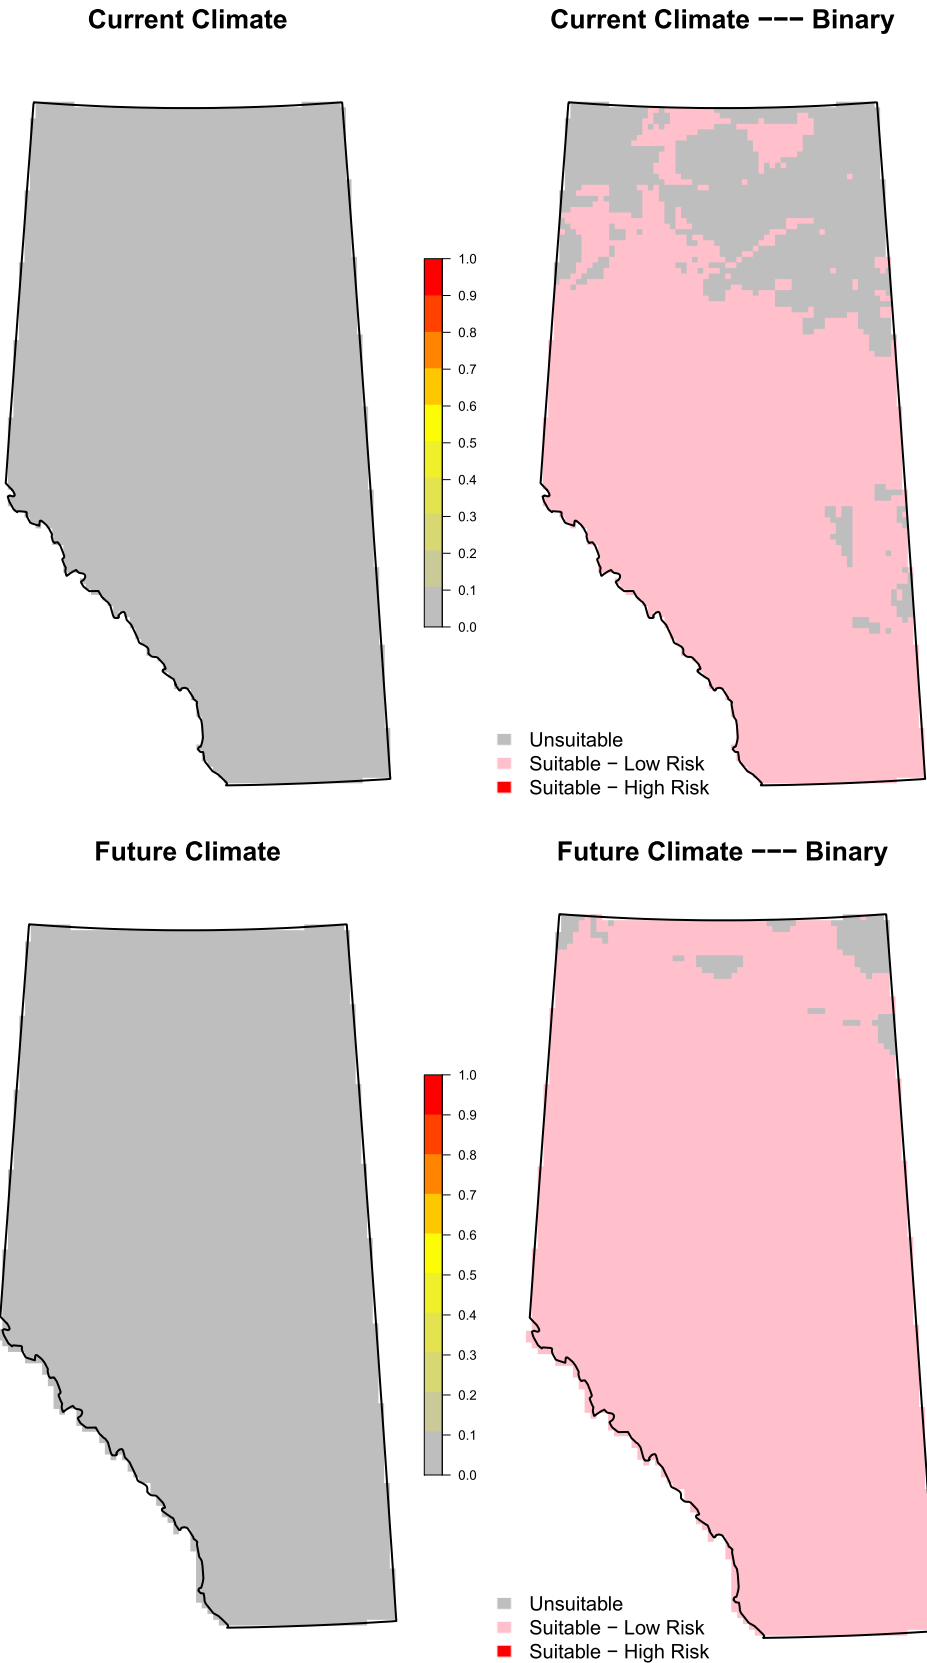 Current Climate
Current Climate −−− Binary
1.0
0.9
0.8
0.7
0.6
0.5
0.4
0.3
0.2
0.1
0.0
Unsuitable
Suitable − Low Risk
Suitable − High Risk
Future Climate
Future Climate −−− Binary
1.0
0.9
0.8
0.7
0.6
0.5
0.4
0.3
0.2
0.1
0.0
Unsuitable
Suitable − Low Risk
Suitable − High Risk